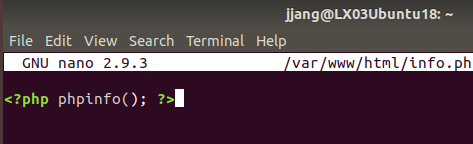 jjang@LX03Ubuntu18: ~
File Edit View Search Terminal Help
GNU nano 2.9.3 /var/www/html/info.ph
<?php phpinfo(); ?>